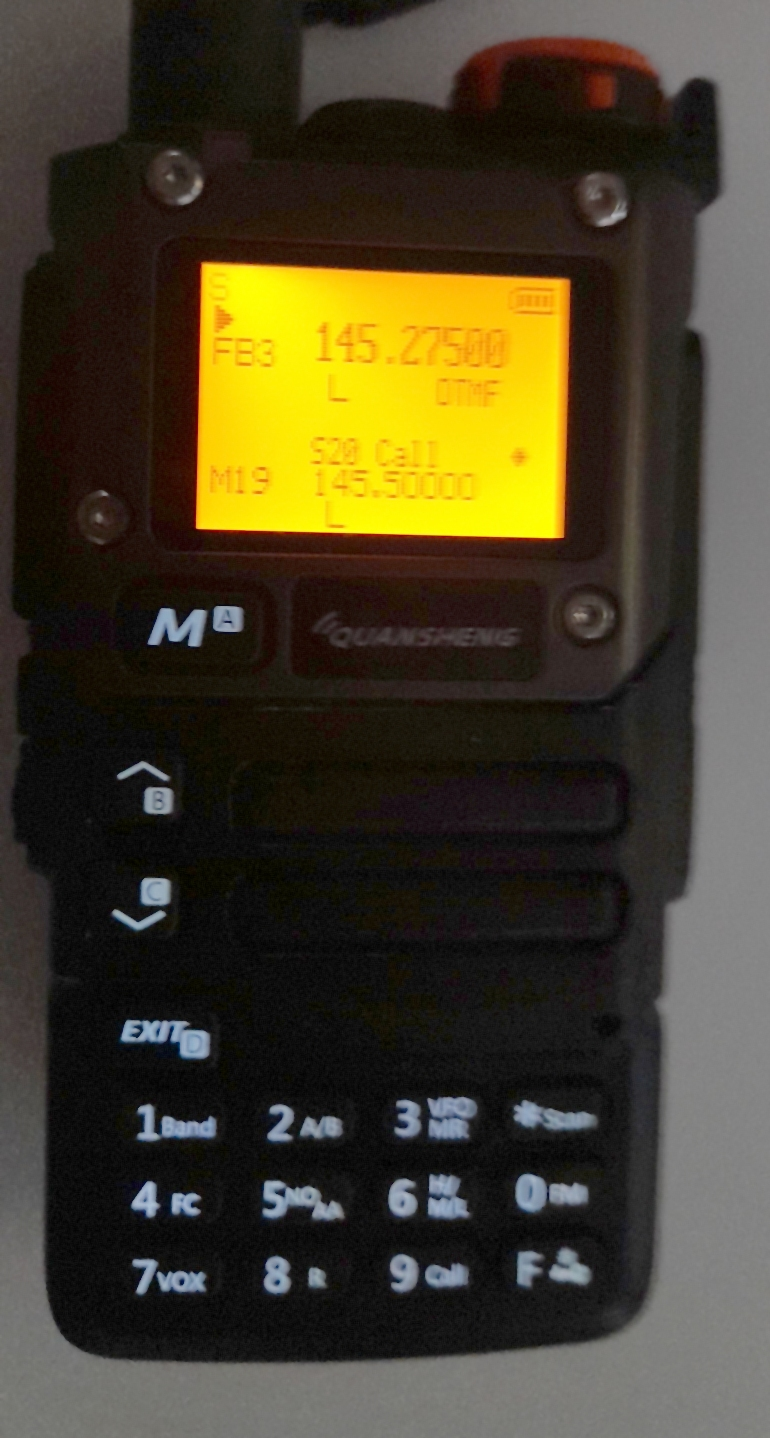 S
FB3 145.27500
L DTMF
S20 Call *
M19 145.50000
L
M A
QUANSHENG
B
C
EXIT D
1 Band 2 A/B 3 VFO MR * Scan
4 FC 5 NOAA 6 H/M/L 0 FM
7 VOX 8 R 9 Call F